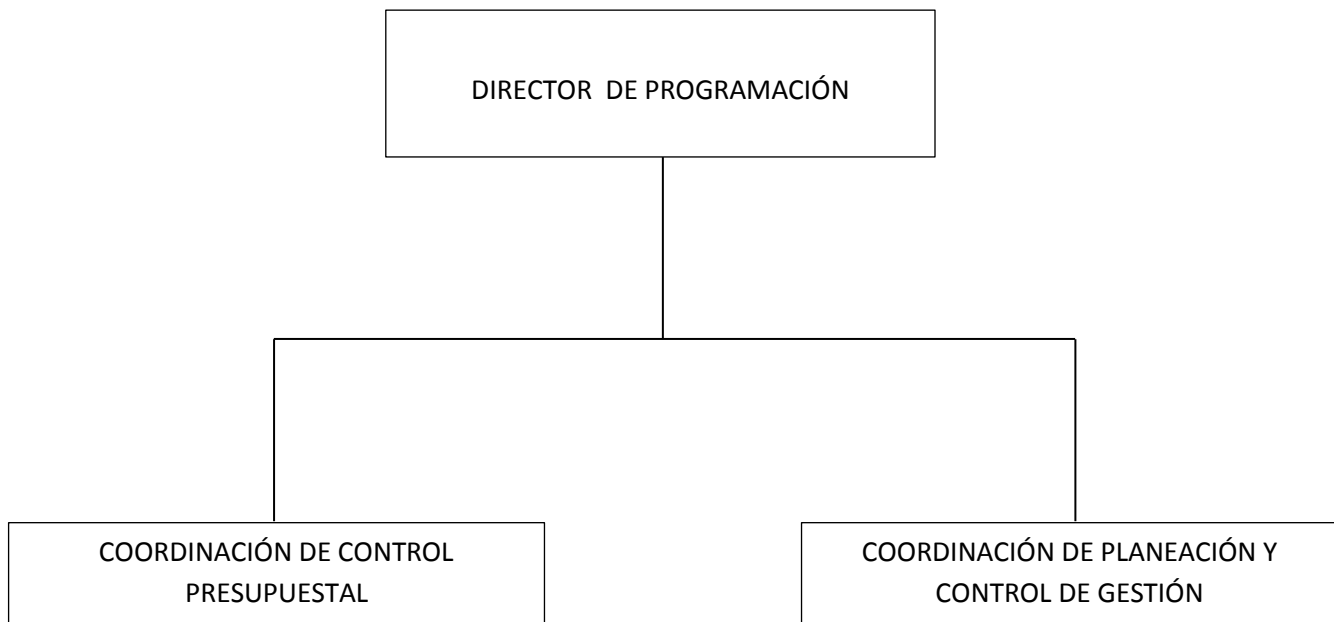 DIRECTOR  DE PROGRAMACIÓN
COORDINACIÓN DE CONTROL
PRESUPUESTAL
COORDINACIÓN DE PLANEACIÓN Y
CONTROL DE GESTIÓN